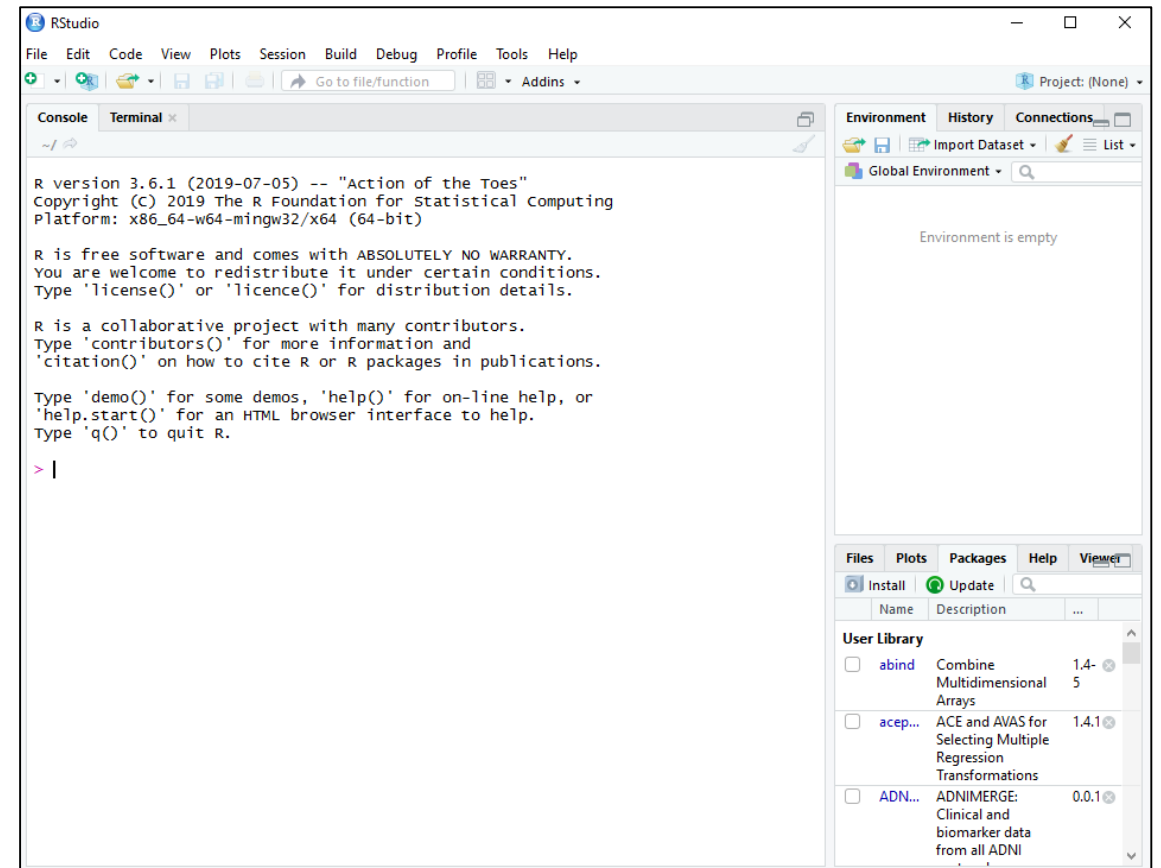 RStudio
File Edit Code View Plots Session Build Debug Profile Tools Help
Go to file/function Addins Project: (None)
Console Terminal
~/
R version 3.6.1 (2019-07-05) -- "Action of the Toes"
Copyright (C) 2019 The R Foundation for Statistical Computing
Platform: x86_64-w64-mingw32/x64 (64-bit)
R is free software and comes with ABSOLUTELY NO WARRANTY.
You are welcome to redistribute it under certain conditions.
Type 'license()' or 'licence()' for distribution details.
R is a collaborative project with many contributors.
Type 'contributors()' for more information and
'citation()' on how to cite R or R packages in publications.
Type 'demo()' for some demos, 'help()' for on-line help, or
'help.start()' for an HTML browser interface to help.
Type 'q()' to quit R.
>
Environment History Connections
Import Dataset List
Global Environment
Environment is empty
Files Plots Packages Help Viewer
Install Update
Name Description ...
User Library
abind Combine 1.4-
Multidimensional 5
Arrays
acep... ACE and AVAS for 1.4.1
Selecting Multiple
Regression
Transformations
ADN... ADNIMERGE: 0.0.1
Clinical and
biomarker data
from all ADNI